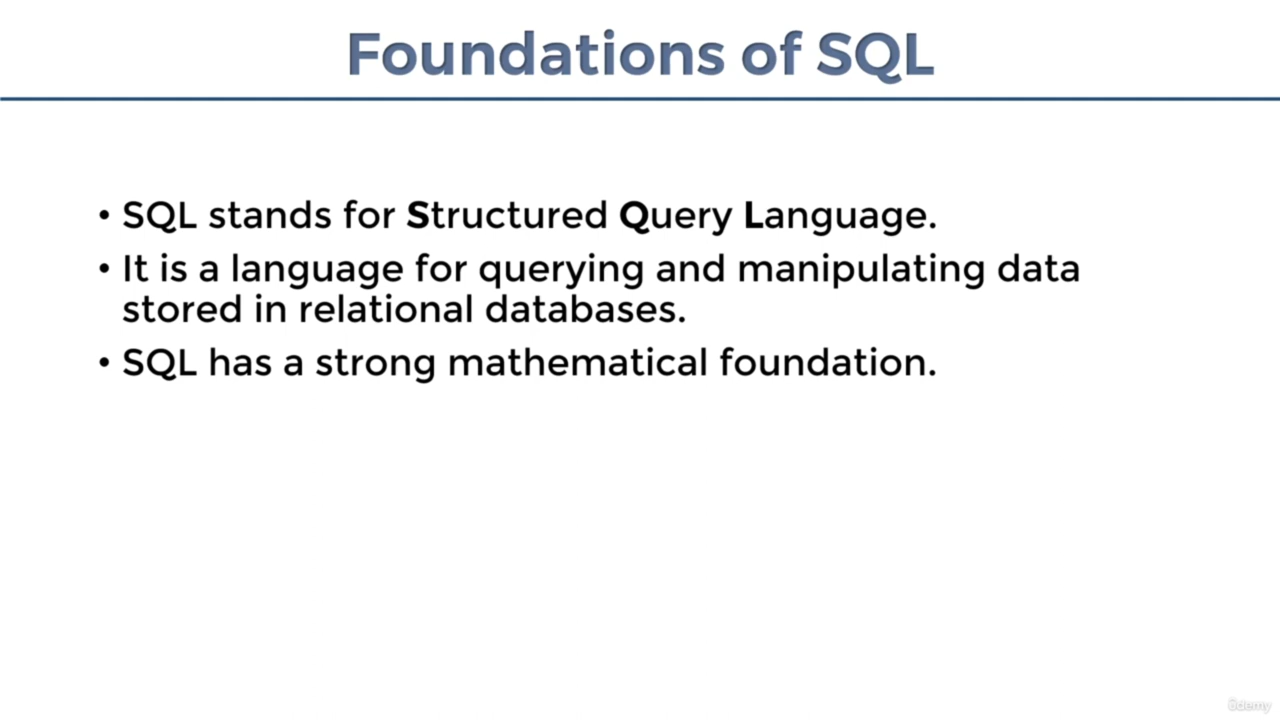 Foundations of SQL
• SQL stands for Structured Query Language.
• It is a language for querying and manipulating data
stored in relational databases.
• SQL has a strong mathematical foundation.
ûdemy